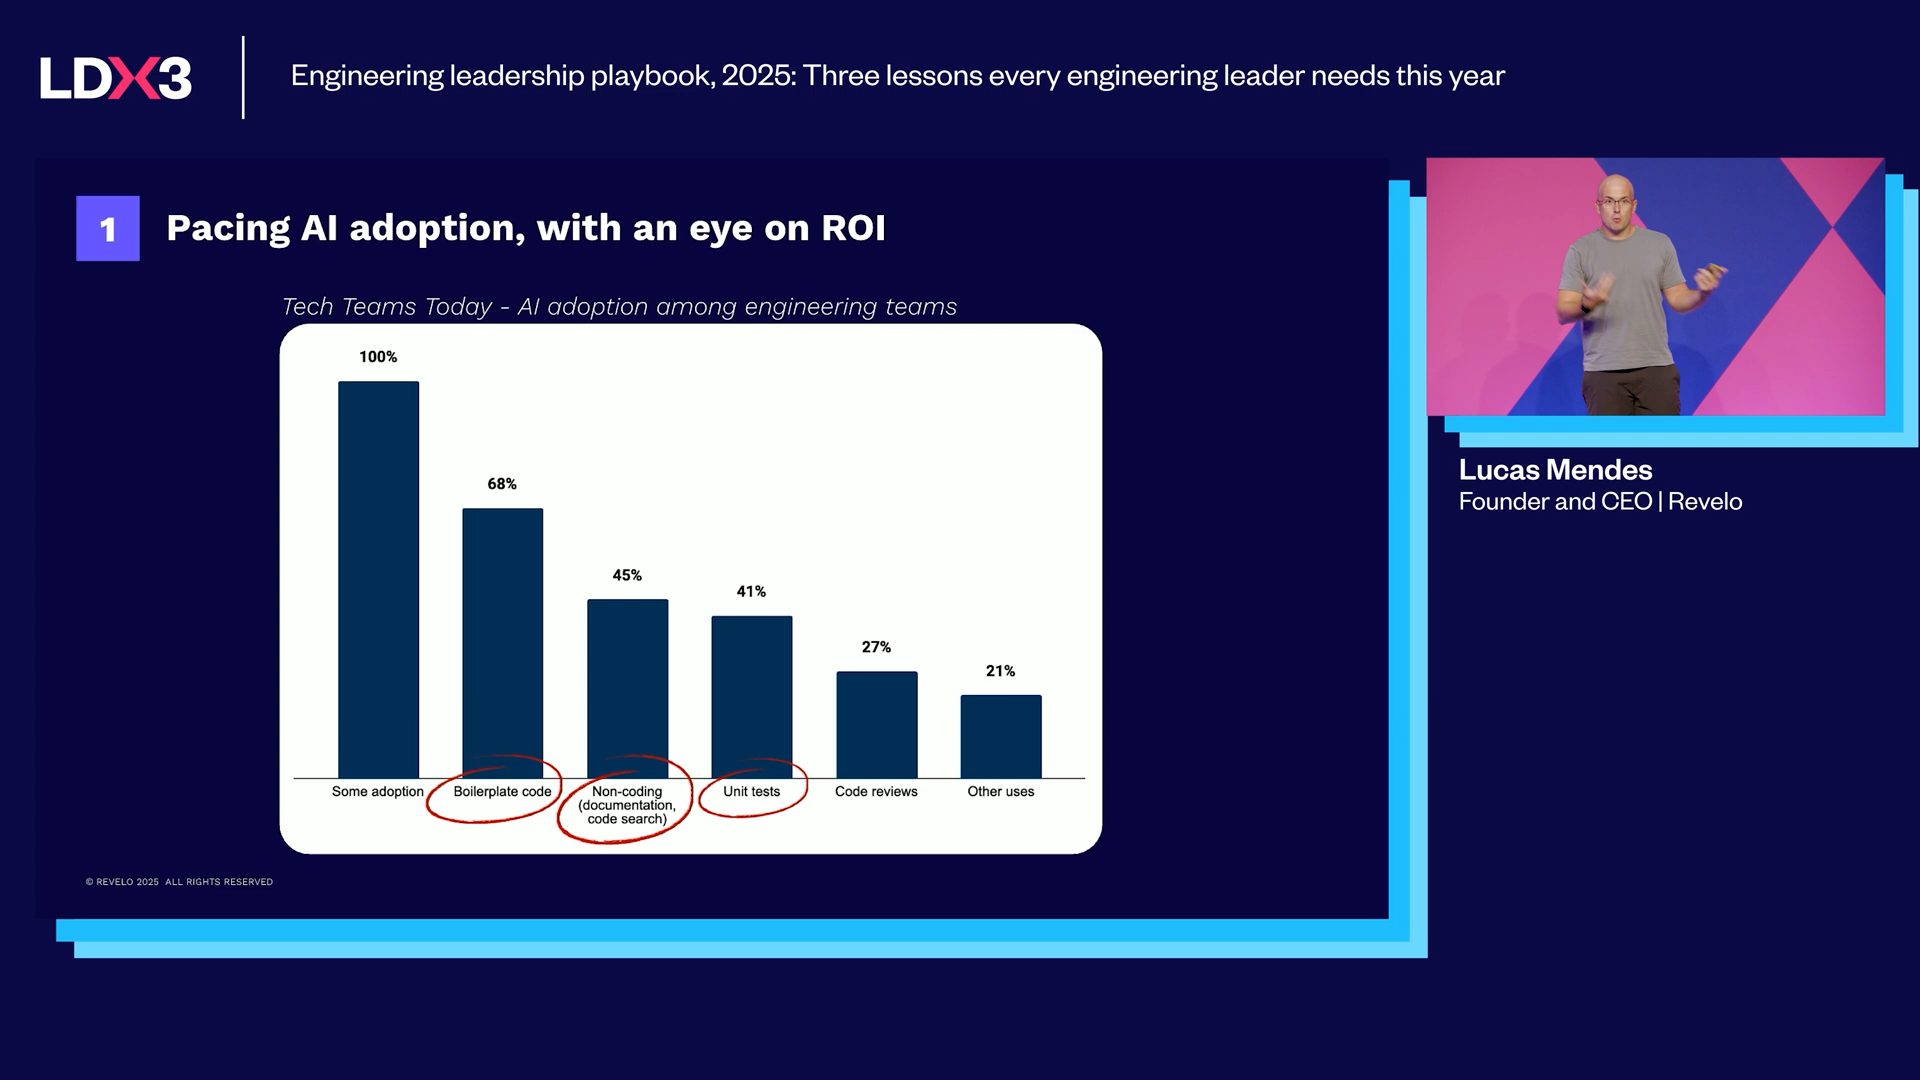 LDX3
Engineering leadership playbook, 2025: Three lessons every engineering leader needs this year
1
Pacing AI adoption, with an eye on ROI
Tech Teams Today - AI adoption among engineering teams
100%
68%
45%
41%
27%
21%
Some adoption
Boilerplate code
Non-coding
(documentation,
code search)
Unit tests
Code reviews
Other uses
© REVELO 2025 ALL RIGHTS RESERVED
Lucas Mendes
Founder and CEO | Revelo